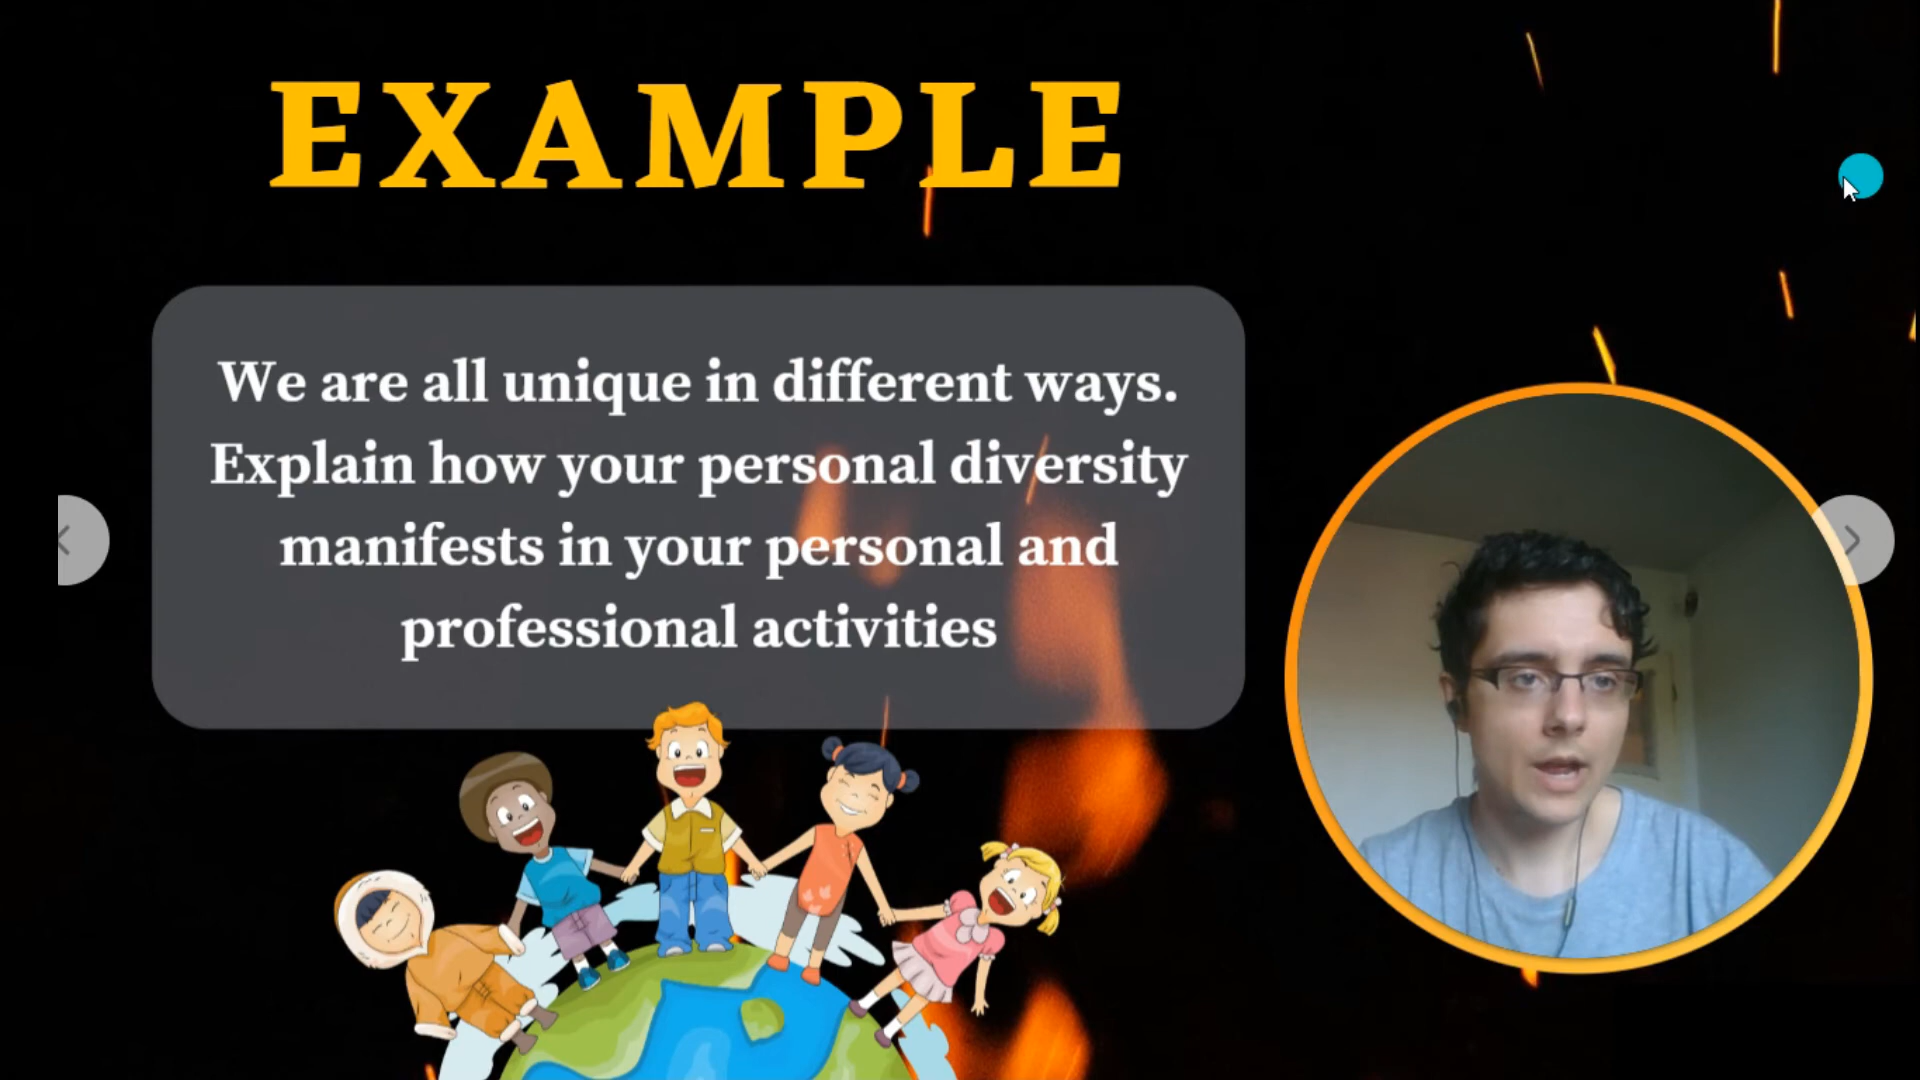 EXAMPLE
We are all unique in different ways.
Explain how your personal diversity
manifests in your personal and
professional activities